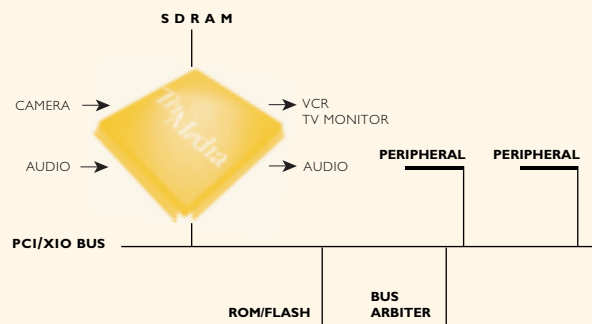 SDRAM
CAMERA
VCR
TV MONITOR
TriMedia
AUDIO
AUDIO
PERIPHERAL
PERIPHERAL
PCI/XIO BUS
ROM/FLASH
BUS
ARBITER